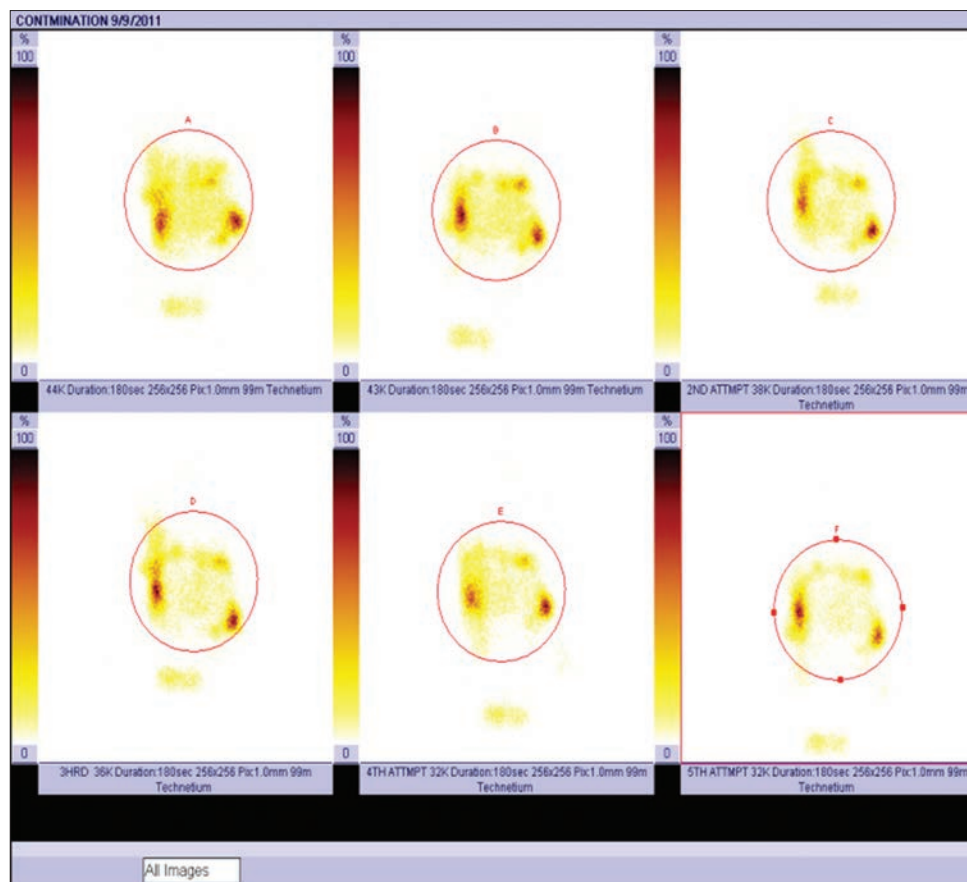 CONTMINATION 9/9/2011
% % %
100 100 100
A B C
0 0 0
44K Duration:180sec 256x256 Pix:1.0mm 99m Technetium
43K Duration:180sec 256x256 Pix:1.0mm 99m Technetium
2ND ATTMPT 38K Duration:180sec 256x256 Pix:1.0mm 99m
Technetium
% % %
100 100 100
D E F
0 0 0
3HRD 36K Duration:180sec 256x256 Pix:1.0mm 99m
Technetium
4TH ATTMPT 32K Duration:180sec 256x256 Pix:1.0mm 99m
Technetium
5TH ATTMPT 32K Duration:180sec 256x256 Pix:1.0mm 99m
Technetium
All Images